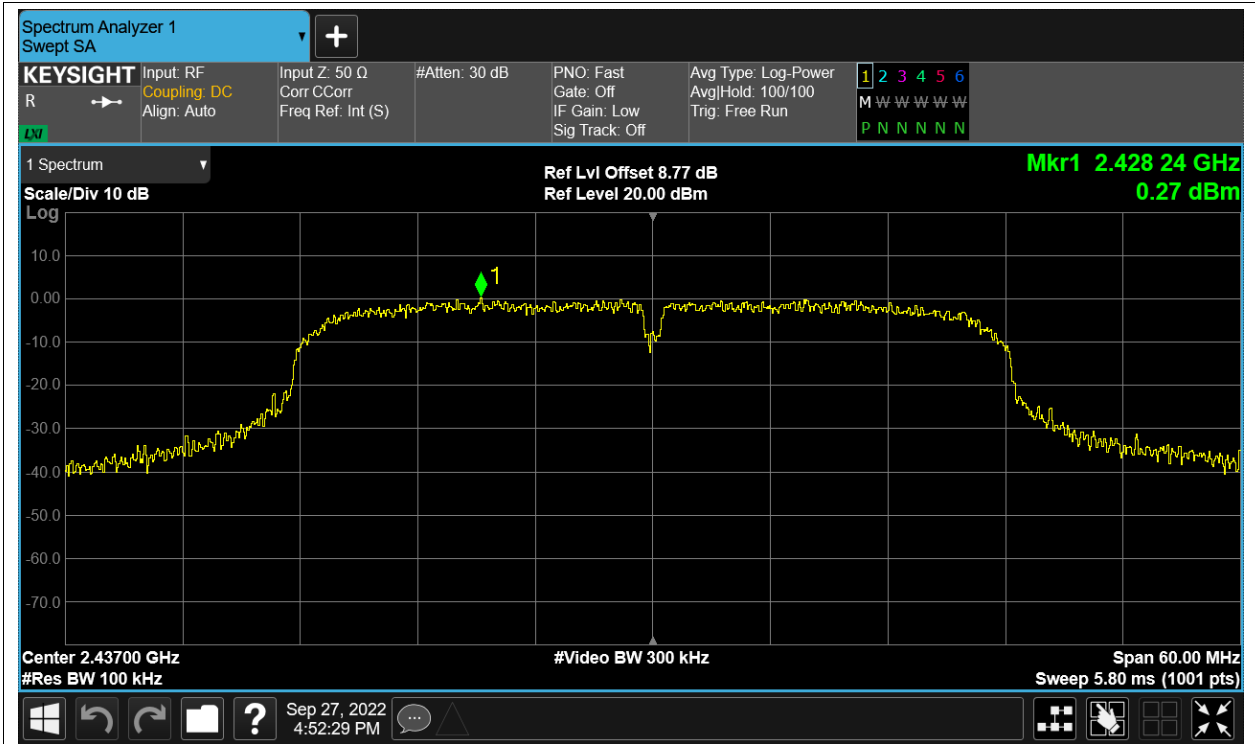 Spectrum Analyzer 1
Swept SA
KEYSIGHT
R
LXI
Input: RF
Coupling: DC
Align: Auto
Input Z: 50 Ω
Corr CCorr
Freq Ref: Int (S)
#Atten: 30 dB
PNO: Fast
Gate: Off
IF Gain: Low
Sig Track: Off
Avg Type: Log-Power
Avg|Hold: 100/100
Trig: Free Run
1 2 3 4 5 6
M W W W W W
P N N N N N
1 Spectrum
Scale/Div 10 dB
Ref Lvl Offset 8.77 dB
Ref Level 20.00 dBm
Mkr1 2.428 24 GHz
0.27 dBm
Log
10.0
0.00
-10.0
-20.0
-30.0
-40.0
-50.0
-60.0
-70.0
1
Center 2.43700 GHz
#Res BW 100 kHz
#Video BW 300 kHz
Span 60.00 MHz
Sweep 5.80 ms (1001 pts)
?
Sep 27, 2022
4:52:29 PM